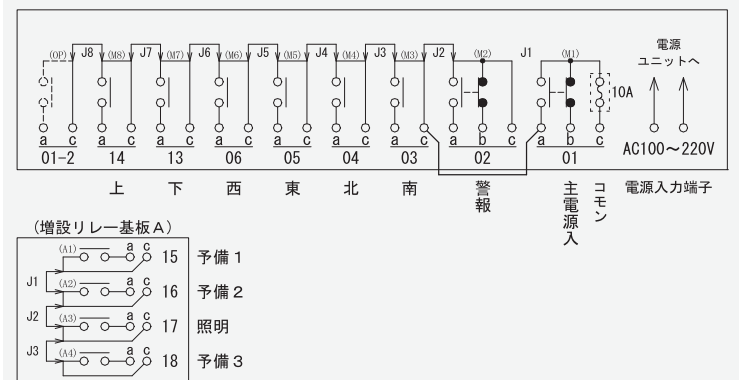 (OP) J8 (M8) J7 (M7) J6 (M6) J5 (M5) J4 (M4) J3 (M3) J2 (M2) J1 (M1) 電源
ユニットへ
10A
a c a c a c a c a c a c a c a b c a b c
01-2 14 13 06 05 04 03 02 01 AC100～220V
上 下 西 東 北 南 警報 主電源入 コモン 電源入力端子
(増設リレー基板A)
(A1) a c 15 予備1
J1 (A2) a c 16 予備2
J2 (A3) a c 17 照明
J3 (A4) a c 18 予備3